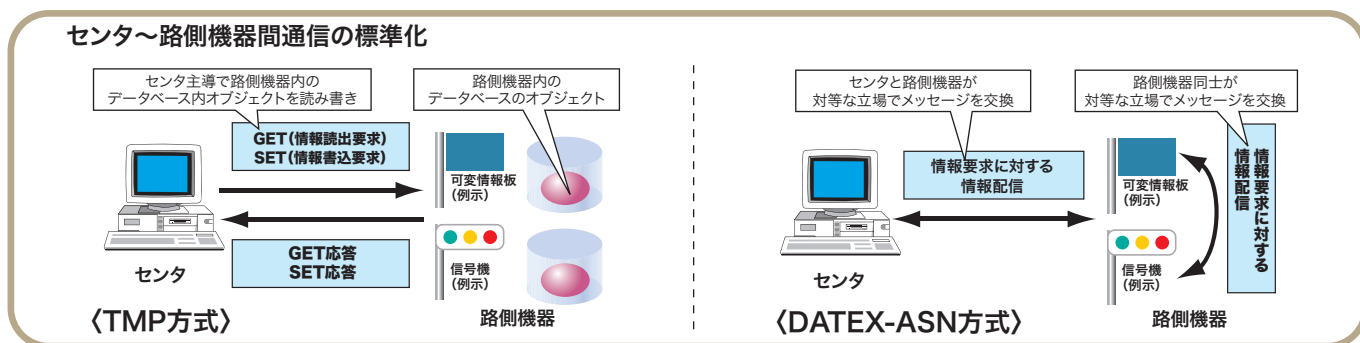 センタ～路側機器間通信の標準化
センタ主導で路側機器内の
データベース内オブジェクトを読み書き
路側機器内の
データベースのオブジェクト
GET(情報読出要求)
SET(情報書込要求)
可変情報板
(例示)
GET応答
SET応答
センタ
信号機
(例示)
〈TMP方式〉
路側機器
センタと路側機器が
対等な立場でメッセージを交換
路側機器同士が
対等な立場でメッセージを交換
情報要求に対する
情報配信
可変情報板
(例示)
情報要求に対する
情報配信
センタ
信号機
(例示)
〈DATEX-ASN方式〉
路側機器